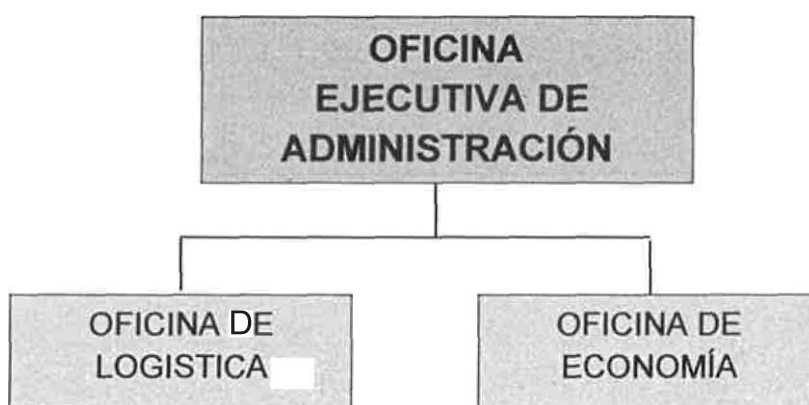 OFICINA
EJECUTIVA DE
ADMINISTRACIÓN
OFICINA DE
LOGISTICA
OFICINA DE
ECONOMÍA